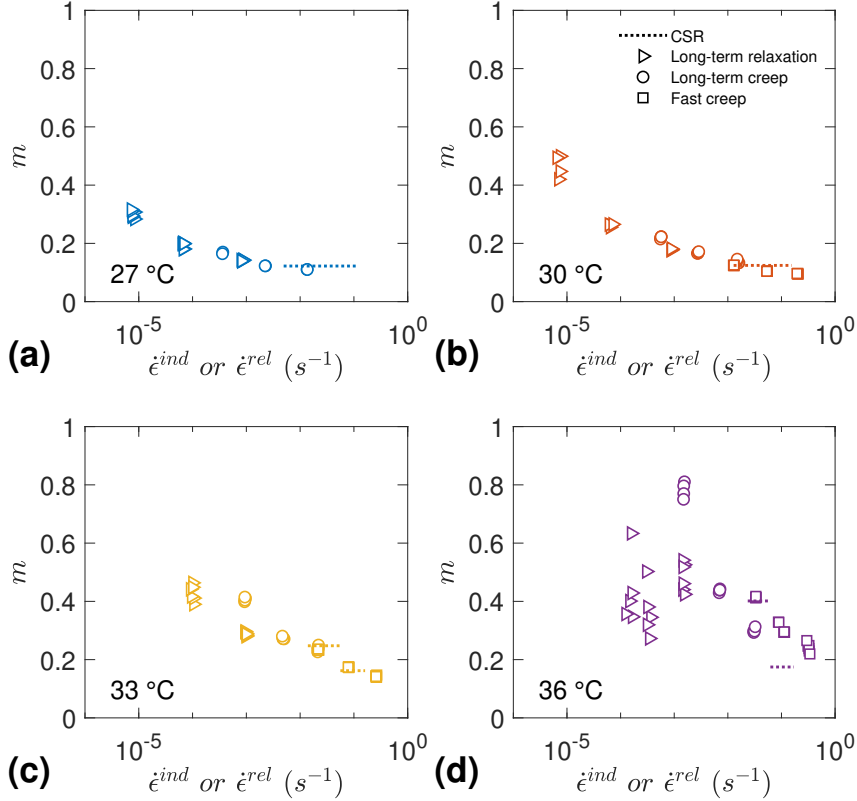 1
0.8
0.6
0.4
0.2
0
m
27 °C
10^-5
10^0
ϵ̇^ind or ϵ̇^rel (s^-1)
(a)
1
0.8
0.6
0.4
0.2
0
m
CSR
Long-term relaxation
Long-term creep
Fast creep
30 °C
10^-5
10^0
ϵ̇^ind or ϵ̇^rel (s^-1)
(b)
1
0.8
0.6
0.4
0.2
0
m
33 °C
10^-5
10^0
ϵ̇^ind or ϵ̇^rel (s^-1)
(c)
1
0.8
0.6
0.4
0.2
0
m
36 °C
10^-5
10^0
ϵ̇^ind or ϵ̇^rel (s^-1)
(d)